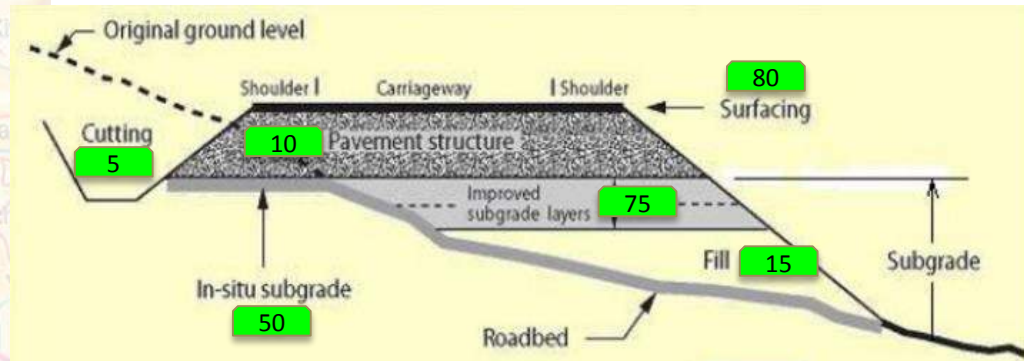 Original ground level
Shoulder
Carriageway
Shoulder
80
Surfacing
Cutting
5
10
Pavement structure
Improved
subgrade layers
75
Fill
15
Subgrade
In-situ subgrade
50
Roadbed